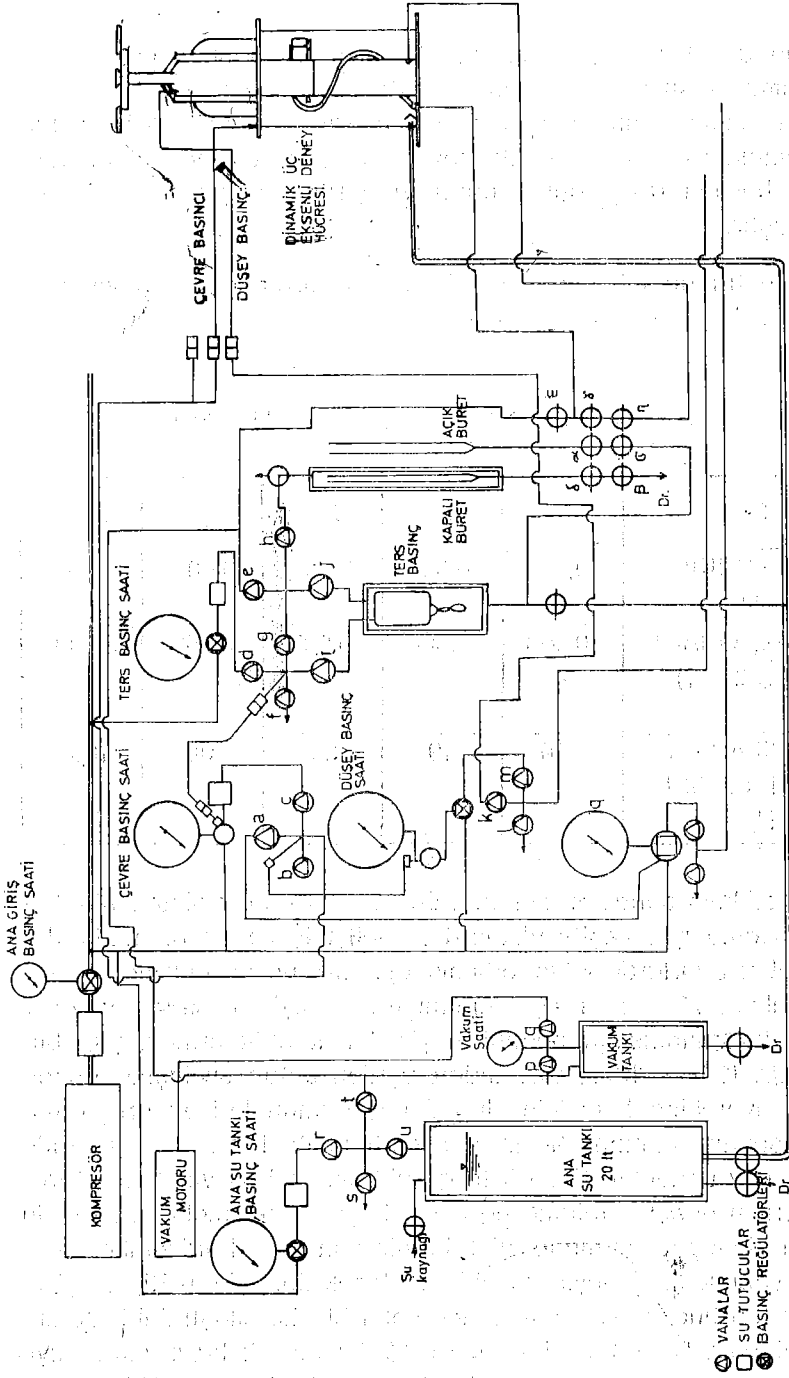 ANA GİRİŞ
BASINÇ SAATİ
KOMPRESÖR
VAKUM
MOTORU
ANA SU TANKI
BASINÇ SAATİ
r
t
s
u
Su
kaynağı
ANA
SU TANKI
20 lt
Dr
Vakum
Saati
q
p
VAKUM
TANKI
Dr
ÇEVRE BASINÇ SAATİ
TERS BASINÇ SAATİ
DÜŞEY BASINÇ
SAATİ
a
b
c
d
e
f
g
h
i
j
k
l
m
q
TERS
BASINÇ
KAPALI
BÜRET
AÇIK
BÜRET
δ
α
γ
ε
β
σ
η
Dr.
ÇEVRE BASINCI
DÜŞEY BASINÇ
DİNAMİK ÜÇ
EKSENLİ DENEY
HÜCRESİ
VANALAR
SU TUTUCULAR
BASINÇ REGÜLATÖRLERİ